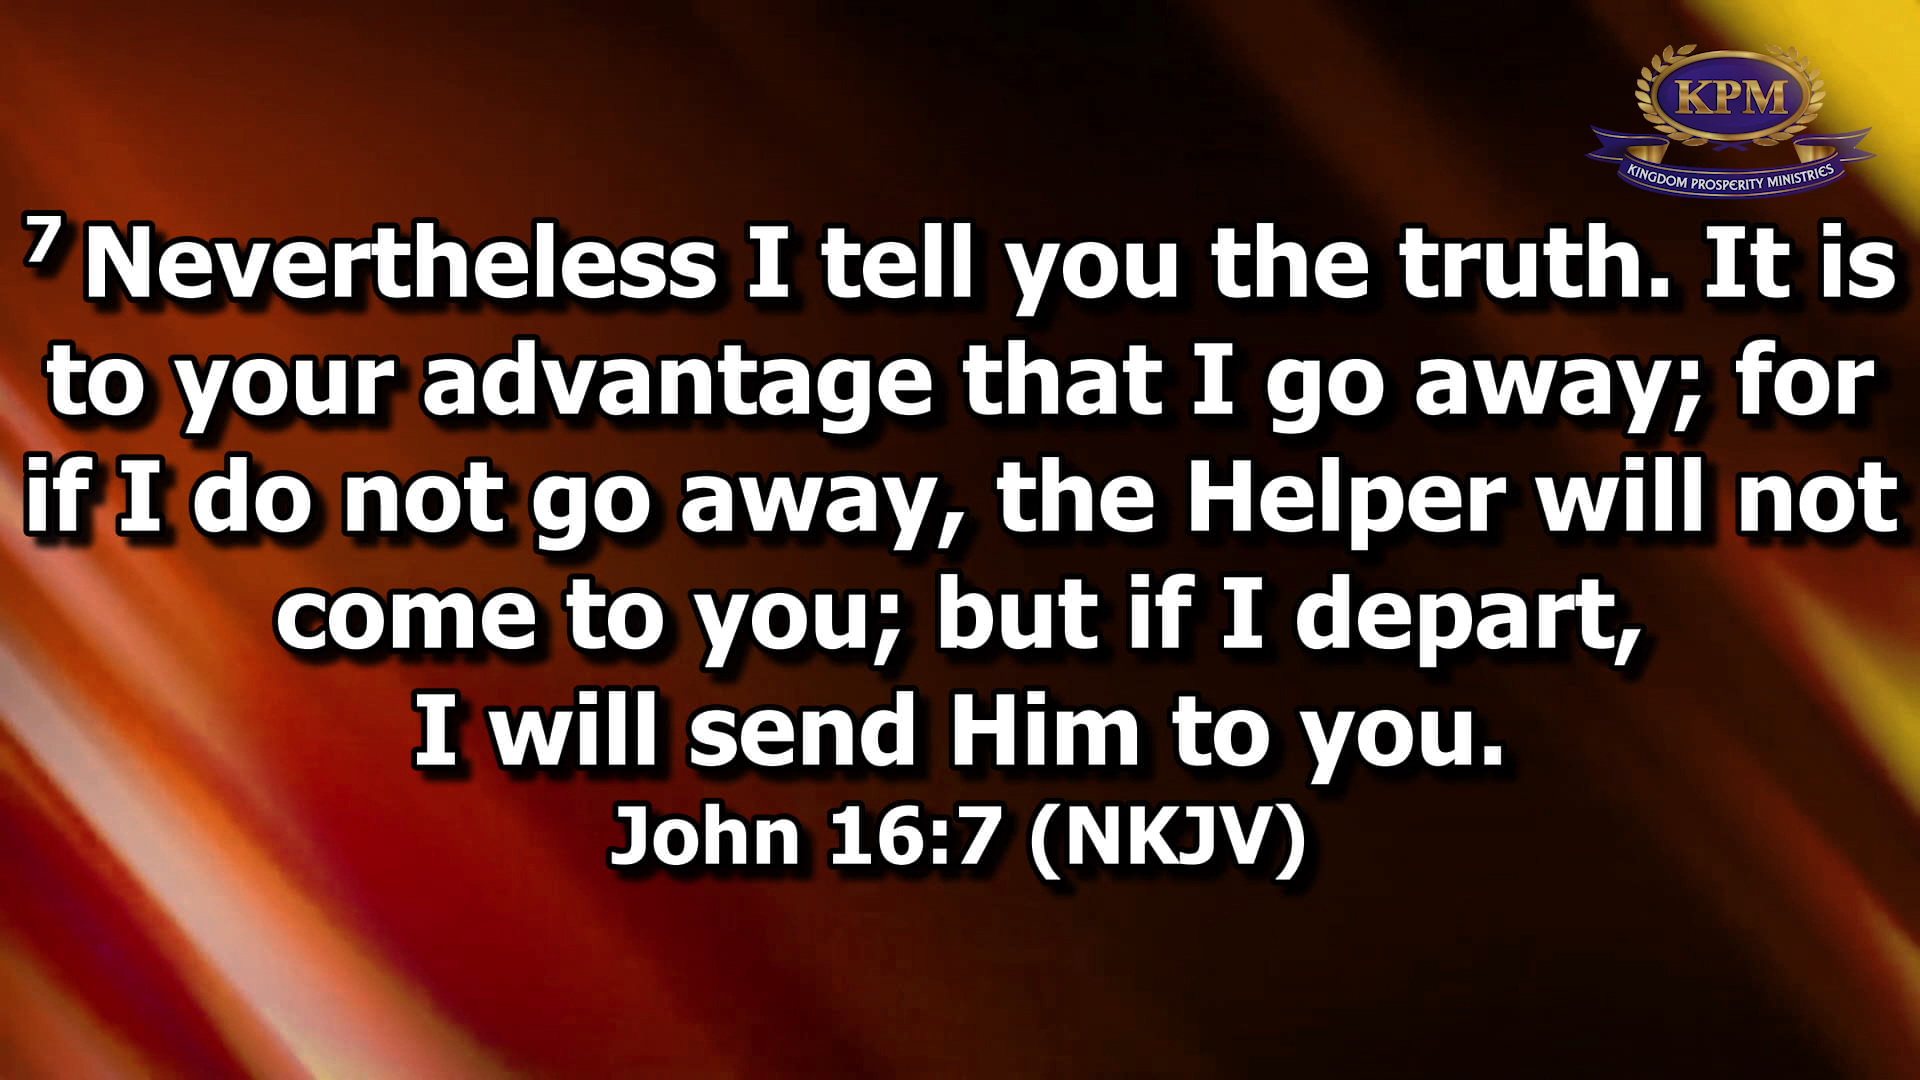 KPM
KINGDOM PROSPERITY MINISTRIES
7 Nevertheless I tell you the truth. It is
to your advantage that I go away; for
if I do not go away, the Helper will not
come to you; but if I depart,
I will send Him to you.
John 16:7 (NKJV)